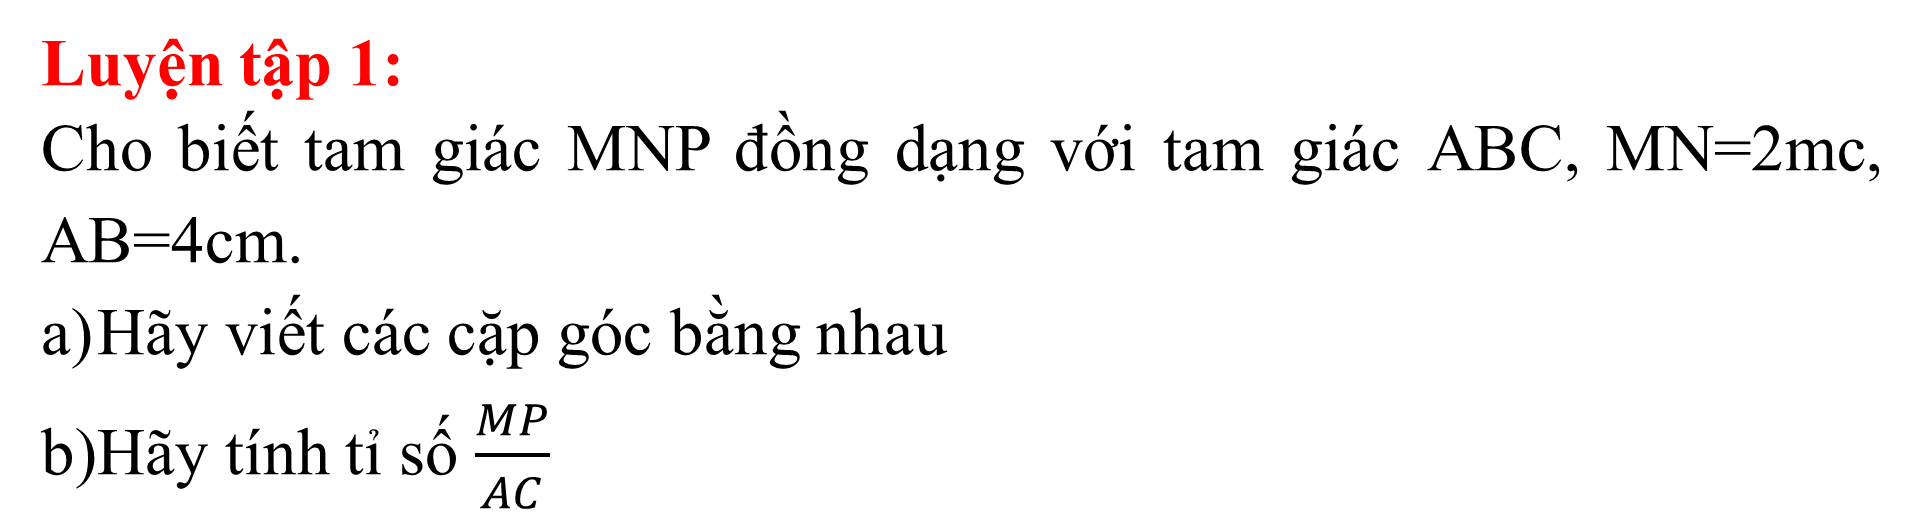 Luyện tập 1:
Cho biết tam giác MNP đồng dạng với tam giác ABC, MN=2mc,
AB=4cm.
a)Hãy viết các cặp góc bằng nhau
b)Hãy tính tỉ số \frac{MP}{AC}